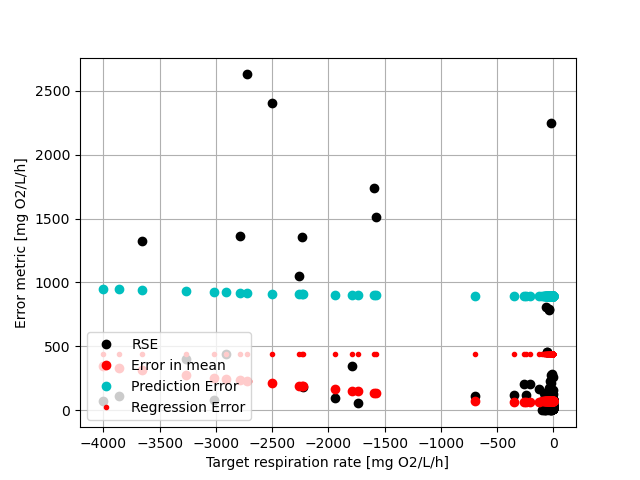 2500
2000
1500
1000
500
0
Error metric [mg O2/L/h]
RSE
Error in mean
Prediction Error
Regression Error
−4000 −3500 −3000 −2500 −2000 −1500 −1000 −500 0
Target respiration rate [mg O2/L/h]